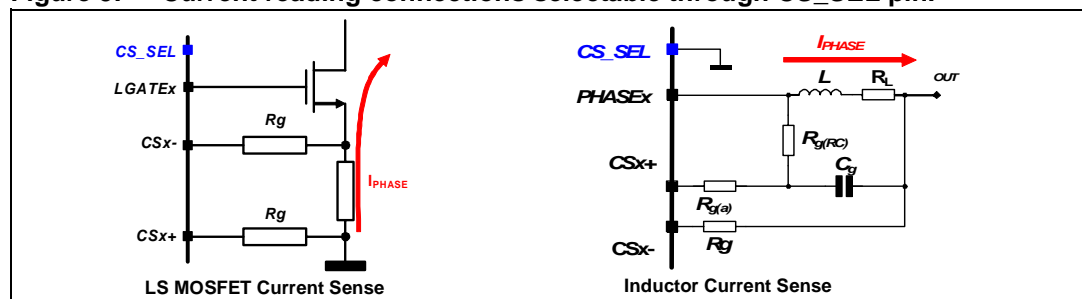 Figure 6. Current reading connections selectable through CS_SEL pin.
CS_SEL
LGATEx
CSx-
Rg
IPHASE
Rg
CSx+
LS MOSFET Current Sense
CS_SEL
IPHASE
PHASEx
L
RL
OUT
Rg(RC)
CSx+
Cg
Rg(a)
Rg
CSx-
Inductor Current Sense